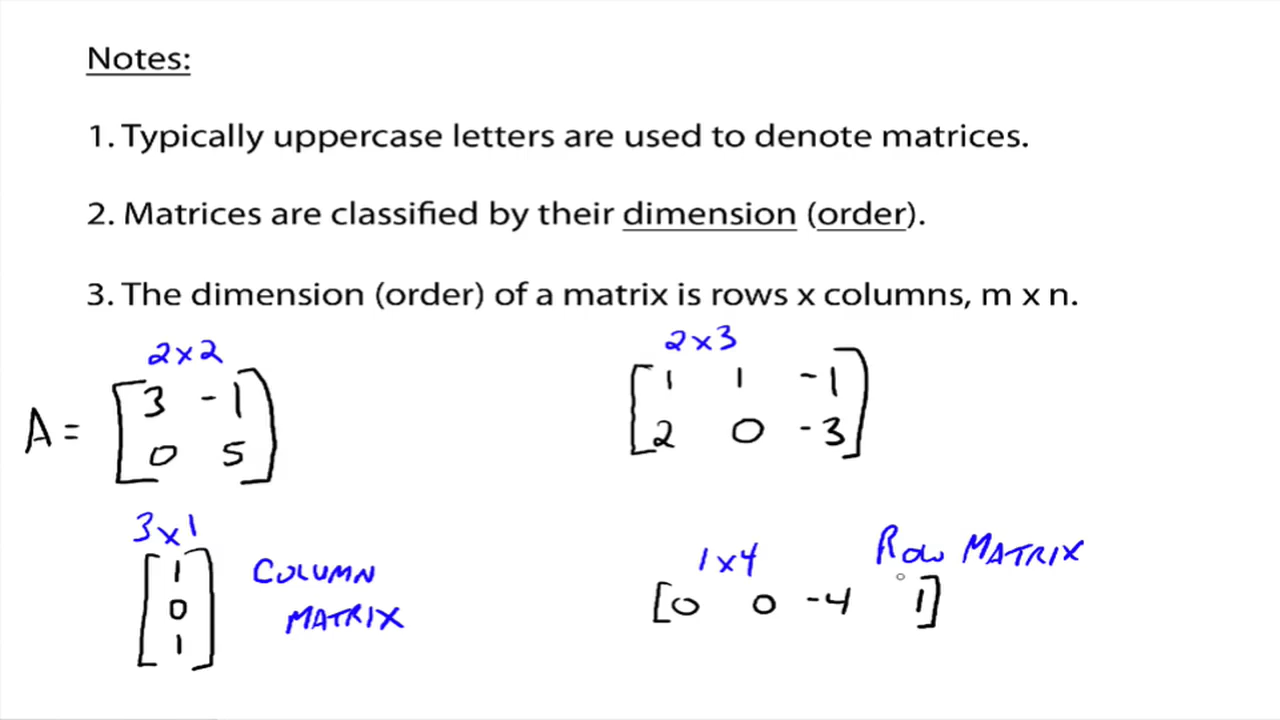 Notes:
1. Typically uppercase letters are used to denote matrices.
2. Matrices are classified by their dimension (order).
3. The dimension (order) of a matrix is rows x columns, m x n.
2x2
A = [3 -1
0 5]
2x3
[1 1 -1
2 0 -3]
3x1
[1
0
1]
COLUMN
MATRIX
1x4
ROW MATRIX
[0 0 -4 1]